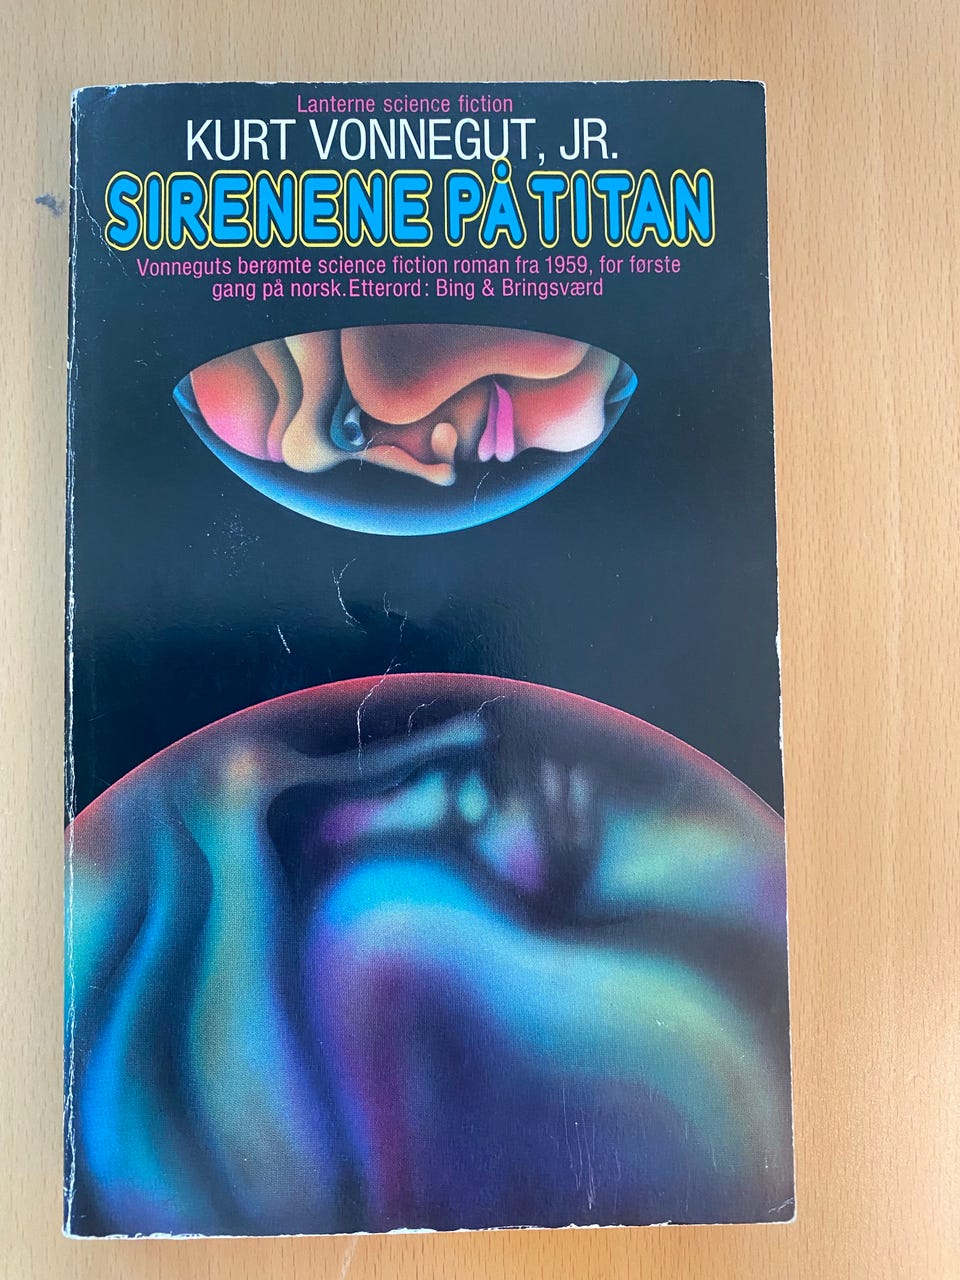 Lanterne science fiction
KURT VONNEGUT, JR.
SIRENENE PÅ TITAN
Vonneguts berømte science fiction roman fra 1959, for første
gang på norsk. Etterord: Bing & Bringsværd